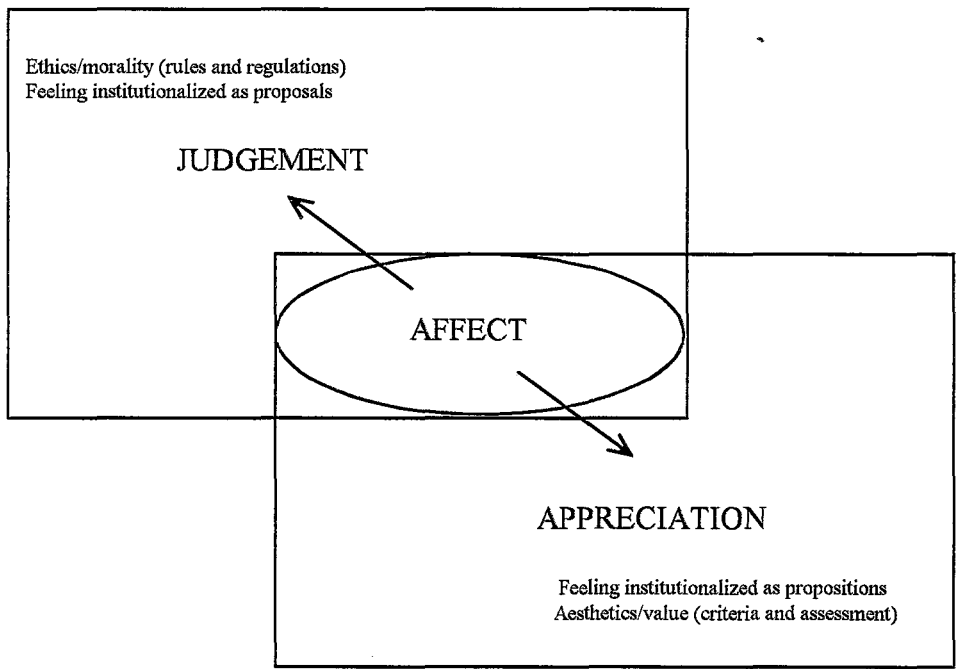 Ethics/morality (rules and regulations)
Feeling institutionalized as proposals
JUDGEMENT
AFFECT
APPRECIATION
Feeling institutionalized as propositions
Aesthetics/value (criteria and assessment)